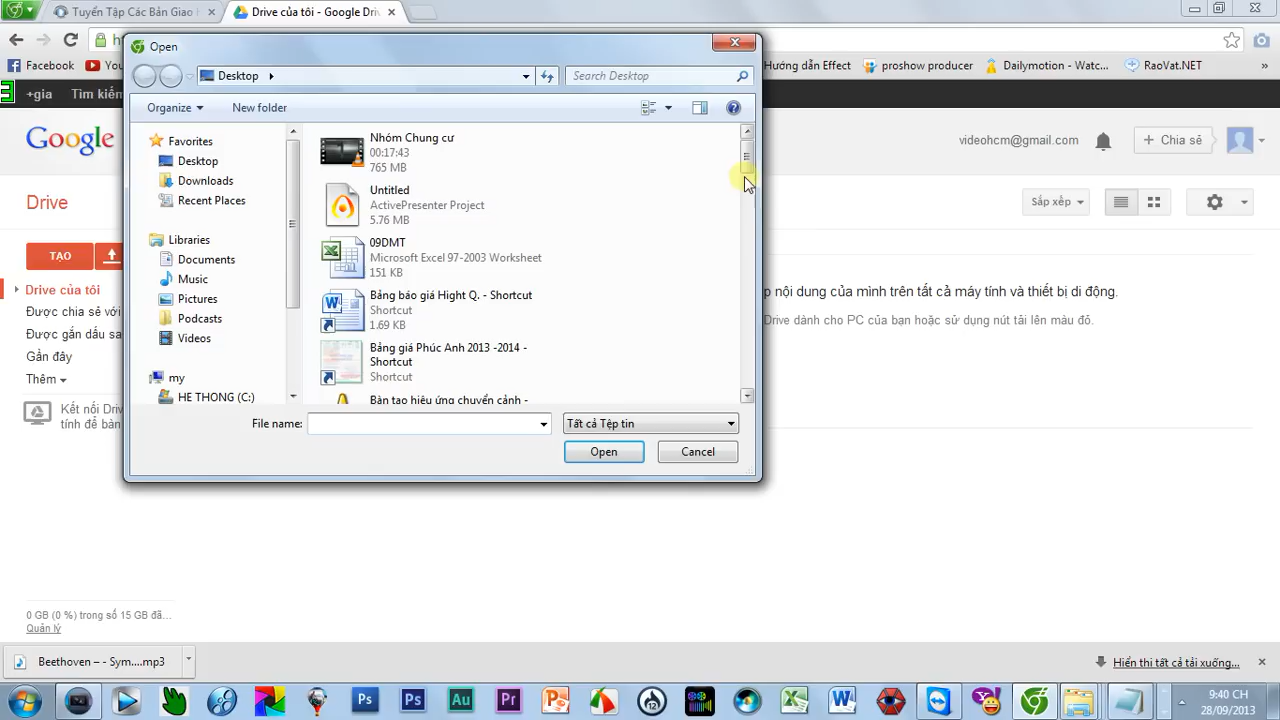 Tuyển Tập Các Bản Giao
Drive của tôi - Google Driv
Open
Facebook
You
Hướng dẫn Effect
proshow producer
Dailymotion - Watc...
RaoVat.NET
»
Desktop
Search Desktop
+gia
Tìm kiếm
Organize
New folder
Google
videohcm@gmail.com
+ Chia sẻ
Favorites
Desktop
Downloads
Recent Places
Libraries
Documents
Music
Pictures
Podcasts
Videos
my
HE THONG (C:)
Nhóm Chung cư
00:17:43
765 MB
Untitled
ActivePresenter Project
5.76 MB
09DMT
Microsoft Excel 97-2003 Worksheet
151 KB
Bảng báo giá Hight Q. - Shortcut
Shortcut
1.69 KB
Bảng giá Phúc Anh 2013 -2014 -
Shortcut
Shortcut
Bàn tạo hiệu ứng chuyển cảnh -
File name:
Tất cả Tệp tin
Open
Cancel
Drive
Sắp xếp
TẠO
Drive của tôi
Được chia sẻ với
Được gắn dấu sa
Gần đây
Thêm
Kết nối Driv
tính để bàn
p nội dung của mình trên tất cả máy tính và thiết bị di động.
Drive dành cho PC của bạn hoặc sử dụng nút tải lên màu đỏ.
0 GB (0 %) trong số 15 GB đã...
Quản lý
Beethoven – - Sym....mp3
Hiển thị tất cả tải xuống...
9:40 CH
28/09/2013